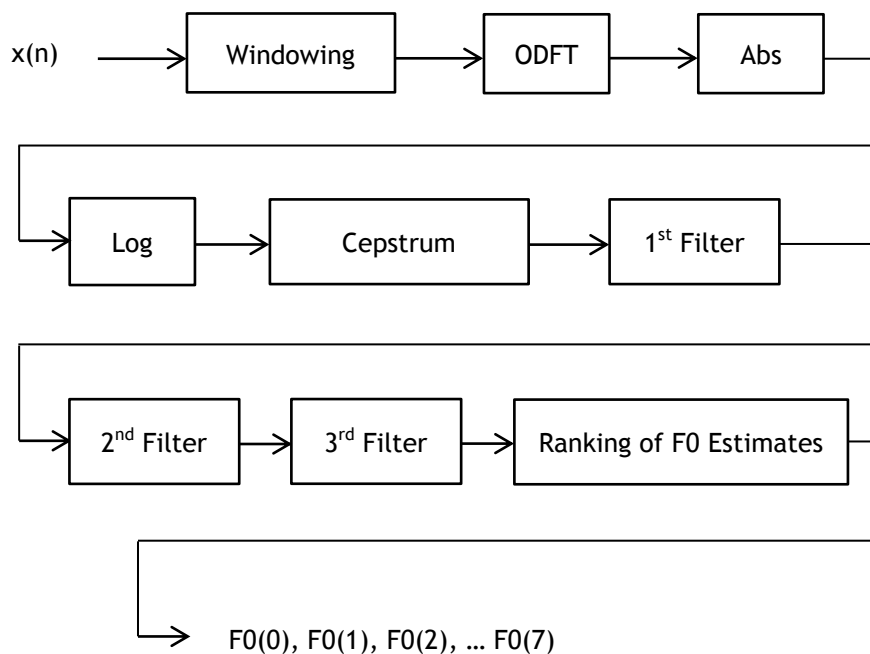 x(n)
Windowing
ODFT
Abs
Log
Cepstrum
1st Filter
2nd Filter
3rd Filter
Ranking of F0 Estimates
F0(0), F0(1), F0(2), … F0(7)